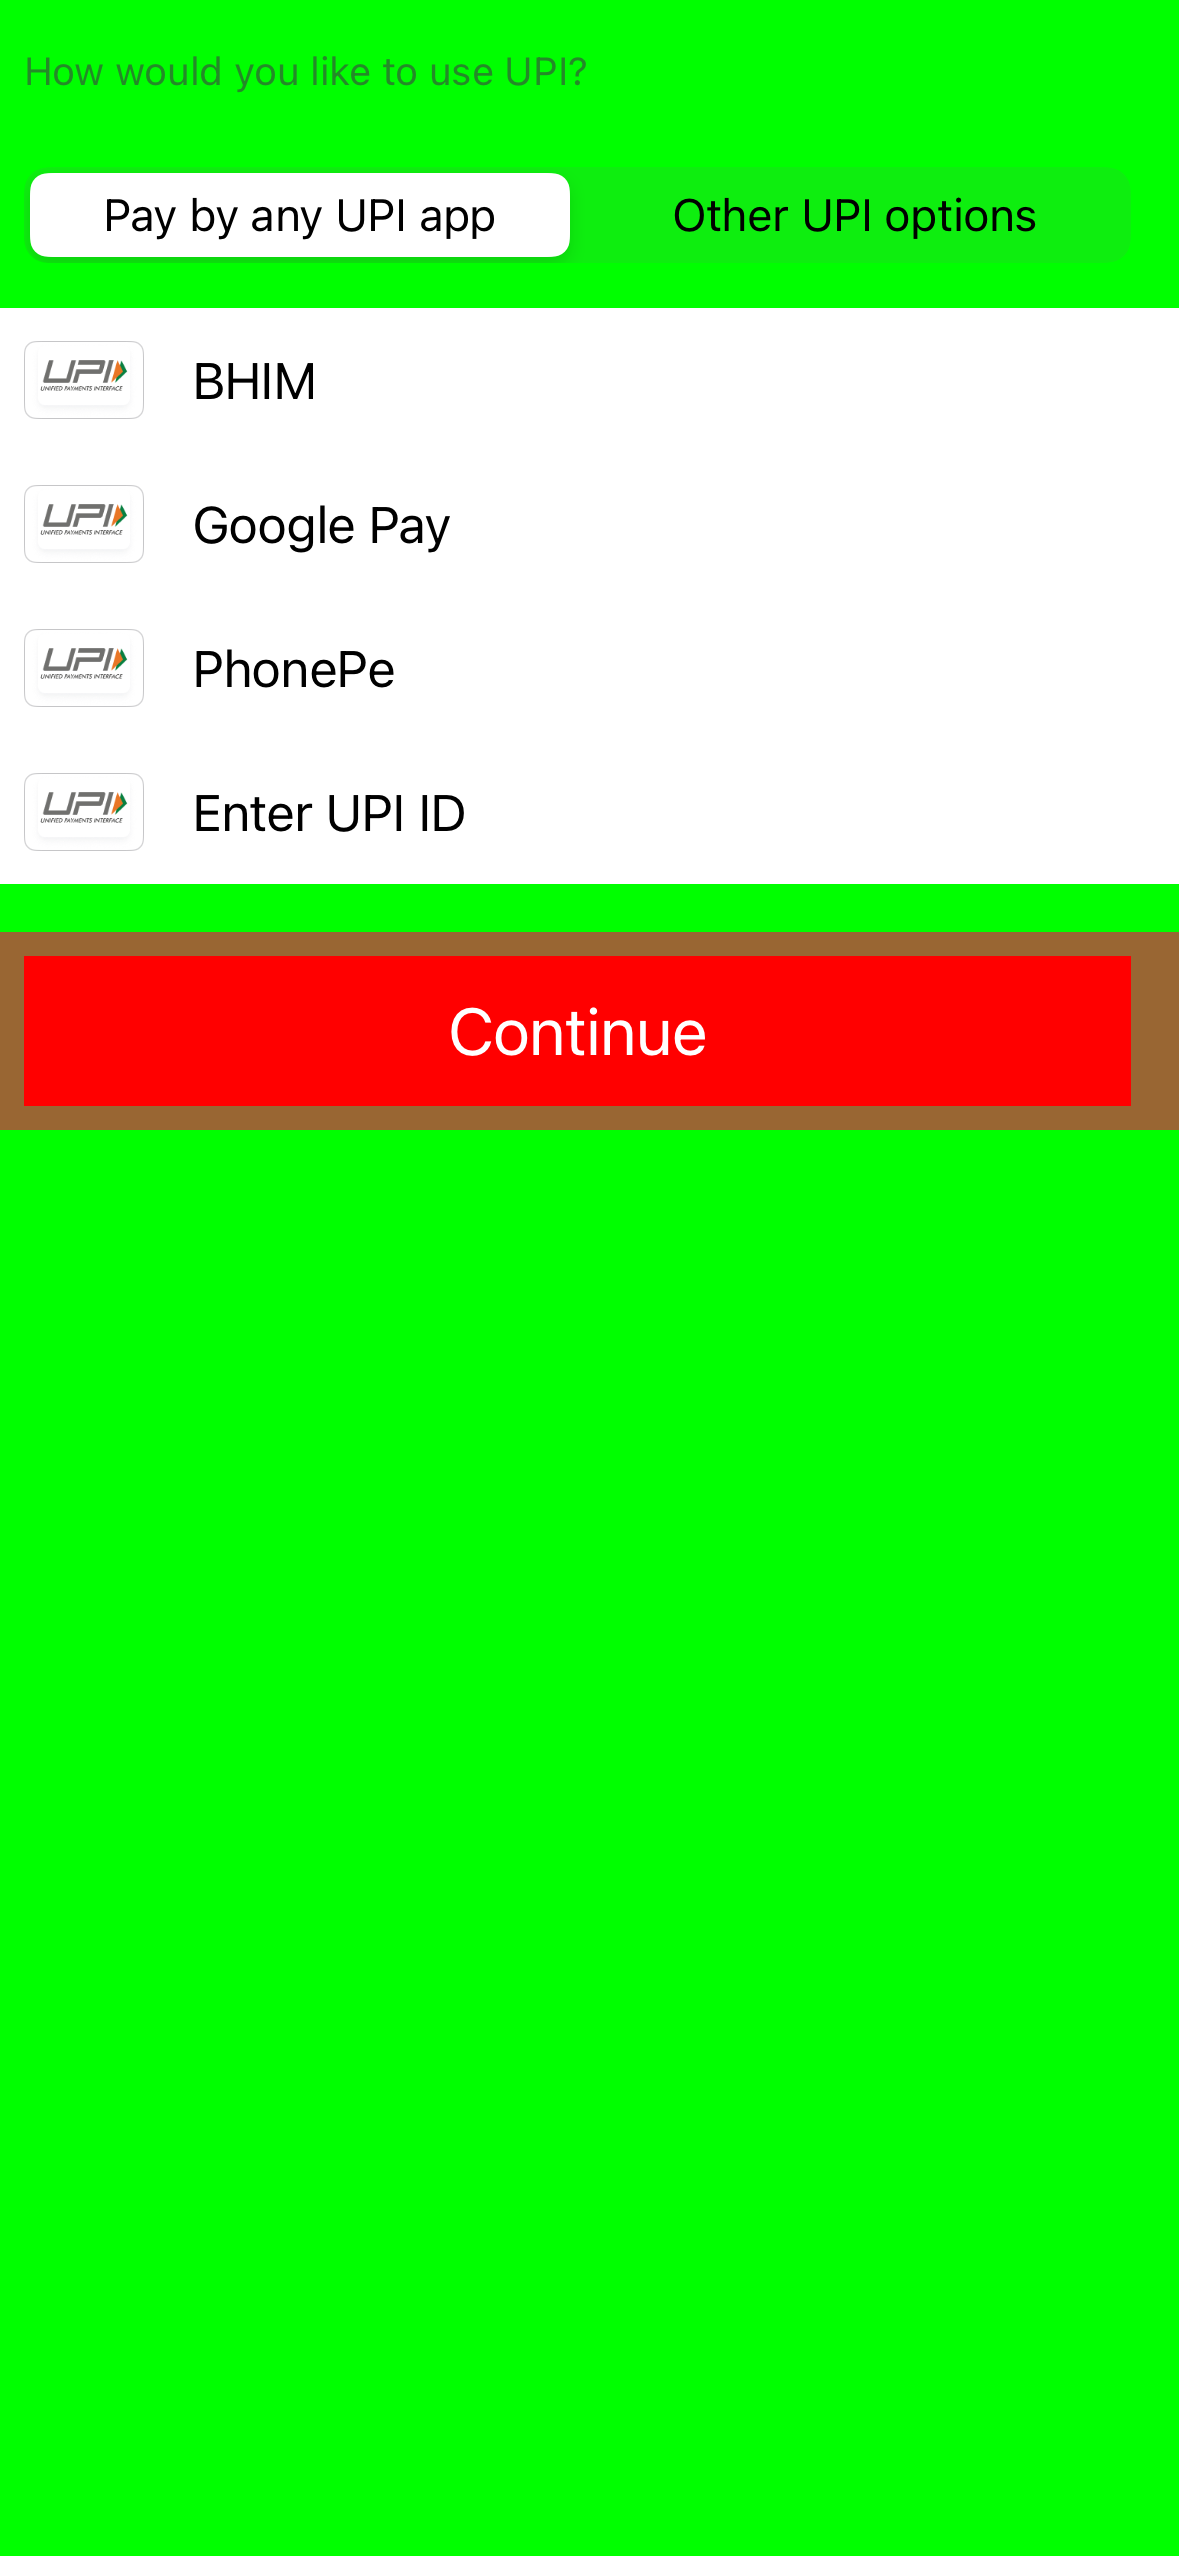 How would you like to use UPI?
Pay by any UPI app
Other UPI options
UPI
UNIFIED PAYMENTS INTERFACE
BHIM
UPI
UNIFIED PAYMENTS INTERFACE
Google Pay
UPI
UNIFIED PAYMENTS INTERFACE
PhonePe
UPI
UNIFIED PAYMENTS INTERFACE
Enter UPI ID
Continue